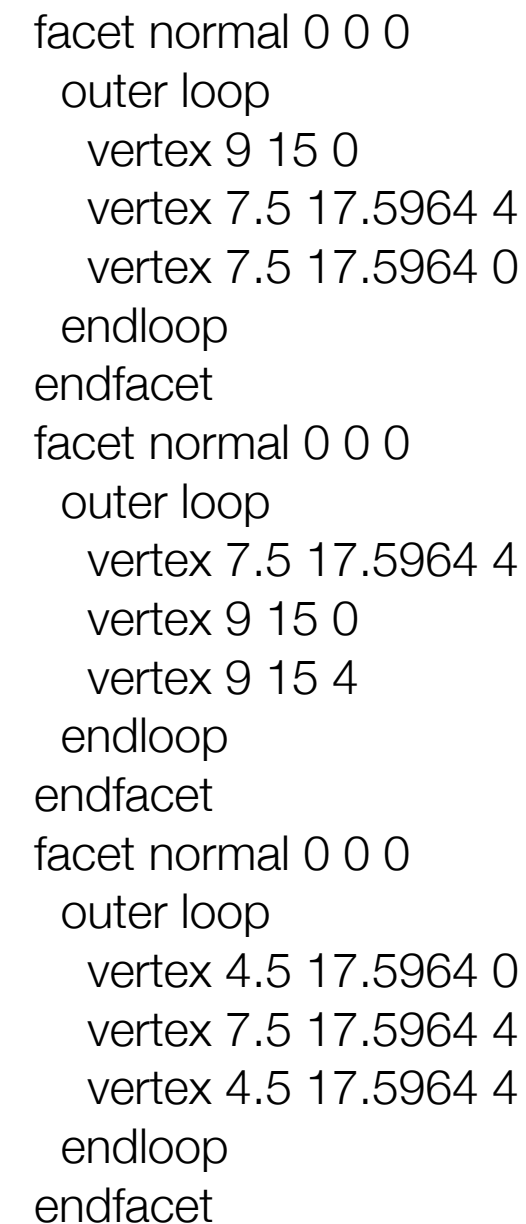 facet normal 0 0 0
outer loop
vertex 9 15 0
vertex 7.5 17.5964 4
vertex 7.5 17.5964 0
endloop
endfacet
facet normal 0 0 0
outer loop
vertex 7.5 17.5964 4
vertex 9 15 0
vertex 9 15 4
endloop
endfacet
facet normal 0 0 0
outer loop
vertex 4.5 17.5964 0
vertex 7.5 17.5964 4
vertex 4.5 17.5964 4
endloop
endfacet